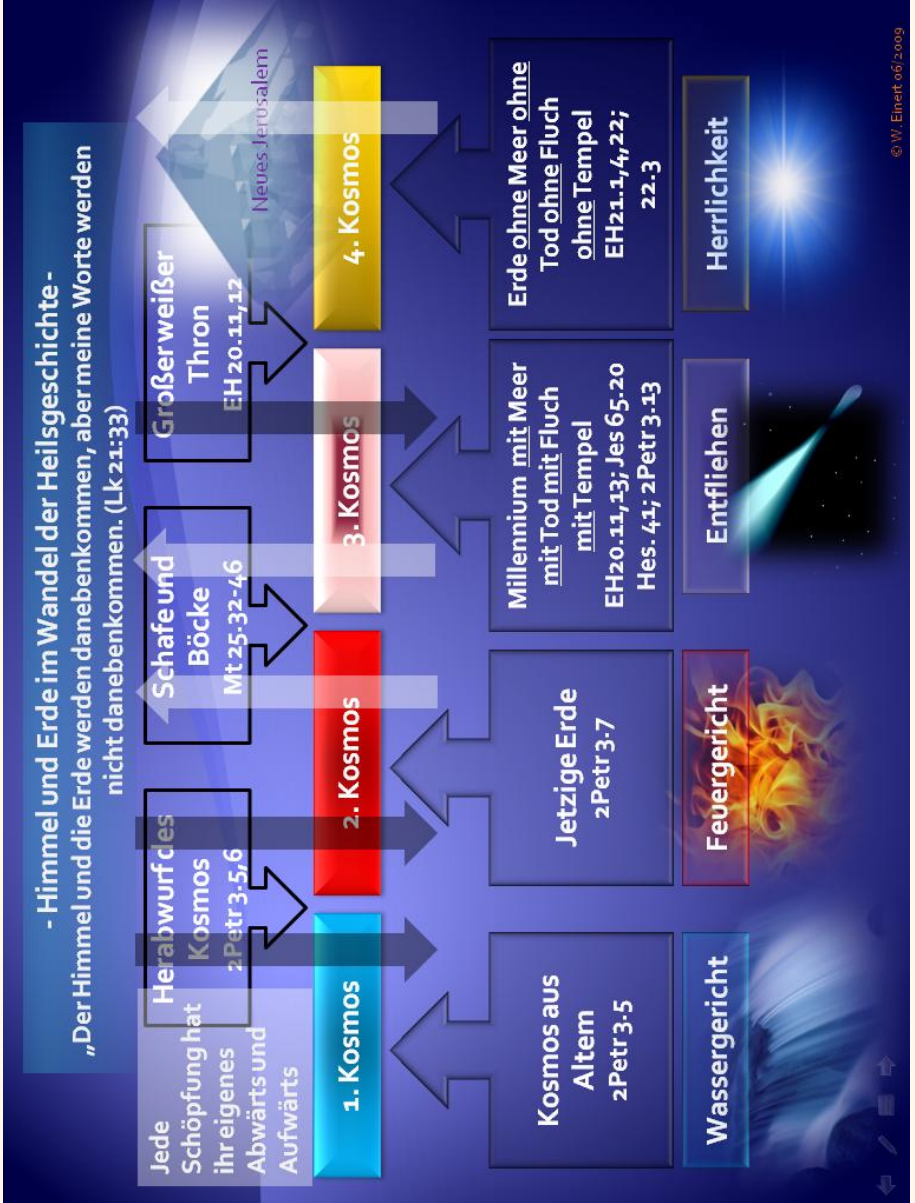 - Himmel und Erde im Wandel der Heilsgeschichte -
„Der Himmel und die Erde werden danebenkommen, aber meine Worte werden
nicht danebenkommen. (Lk 21:33)
Jede
Schöpfung hat
ihr eigenes
Abwärts und
Aufwärts
Herabwurf des
Kosmos
2Petr 3.5,6
Schafe und
Böcke
Mt 25.32-46
Großer weißer
Thron
EH 20.11,12
Neues Jerusalem
1. Kosmos
2. Kosmos
3. Kosmos
4. Kosmos
Kosmos aus
Altem
2Petr 3.5
Jetzige Erde
2Petr 3.7
Millennium mit Meer
mit Tod mit Fluch
mit Tempel
EH20.11,13; Jes 65.20
Hes. 41; 2Petr 3.13
Erde ohne Meer ohne
Tod ohne Fluch
ohne Tempel
EH21.1,4,22;
22.3
Wassergericht
Feuergericht
Entfliehen
Herrlichkeit
© W. Einert 06/2009